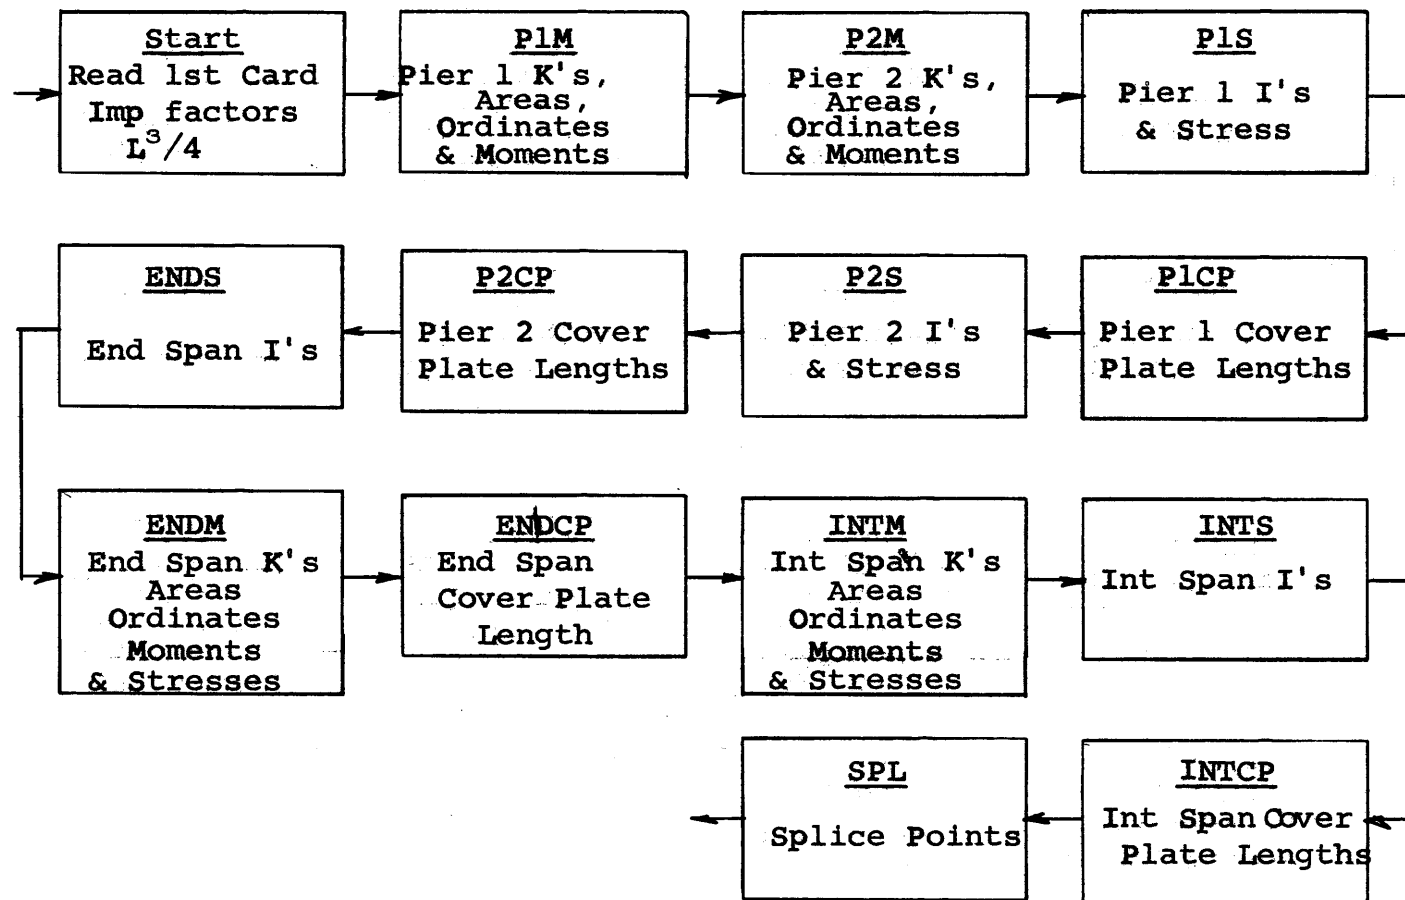 Start
Read 1st Card
Imp factors
L³/4
P1M
Pier 1 K's,
Areas,
Ordinates
& Moments
P2M
Pier 2 K's,
Areas,
Ordinates
& Moments
P1S
Pier 1 I's
& Stress
P1CP
Pier 1 Cover
Plate Lengths
P2S
Pier 2 I's
& Stress
P2CP
Pier 2 Cover
Plate Lengths
ENDS
End Span I's
ENDM
End Span K's
Areas
Ordinates
Moments
& Stresses
ENDCP
End Span
Cover Plate
Length
INTM
Int Span K's
Areas
Ordinates
Moments
& Stresses
INTS
Int Span I's
INTCP
Int Span Cover
Plate Lengths
SPL
Splice Points